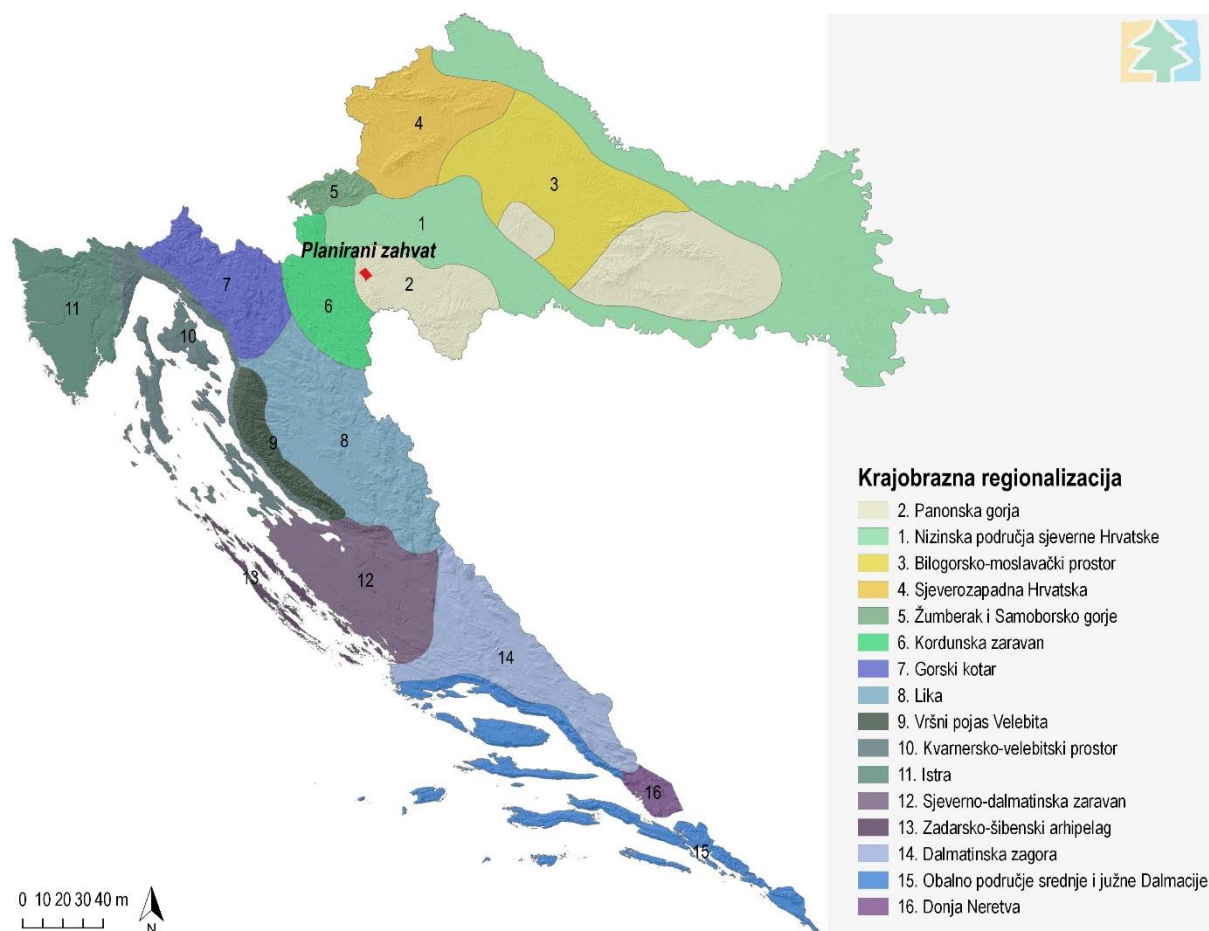 4
3
5
1
Planirani zahvat
2
7
6
11
10
9
8
13
12
14
16
15
Krajobrazna regionalizacija
2. Panonska gorja
1. Nizinska područja sjeverne Hrvatske
3. Bilogorsko-moslavački prostor
4. Sjeverozapadna Hrvatska
5. Žumberak i Samoborsko gorje
6. Kordunska zaravan
7. Gorski kotar
8. Lika
9. Vršni pojas Velebita
10. Kvarnersko-velebitski prostor
11. Istra
12. Sjeverno-dalmatinska zaravan
13. Zadarsko-šibenski arhipelag
14. Dalmatinska zagora
15. Obalno područje srednje i južne Dalmacije
16. Donja Neretva
0 10 20 30 40 m
N